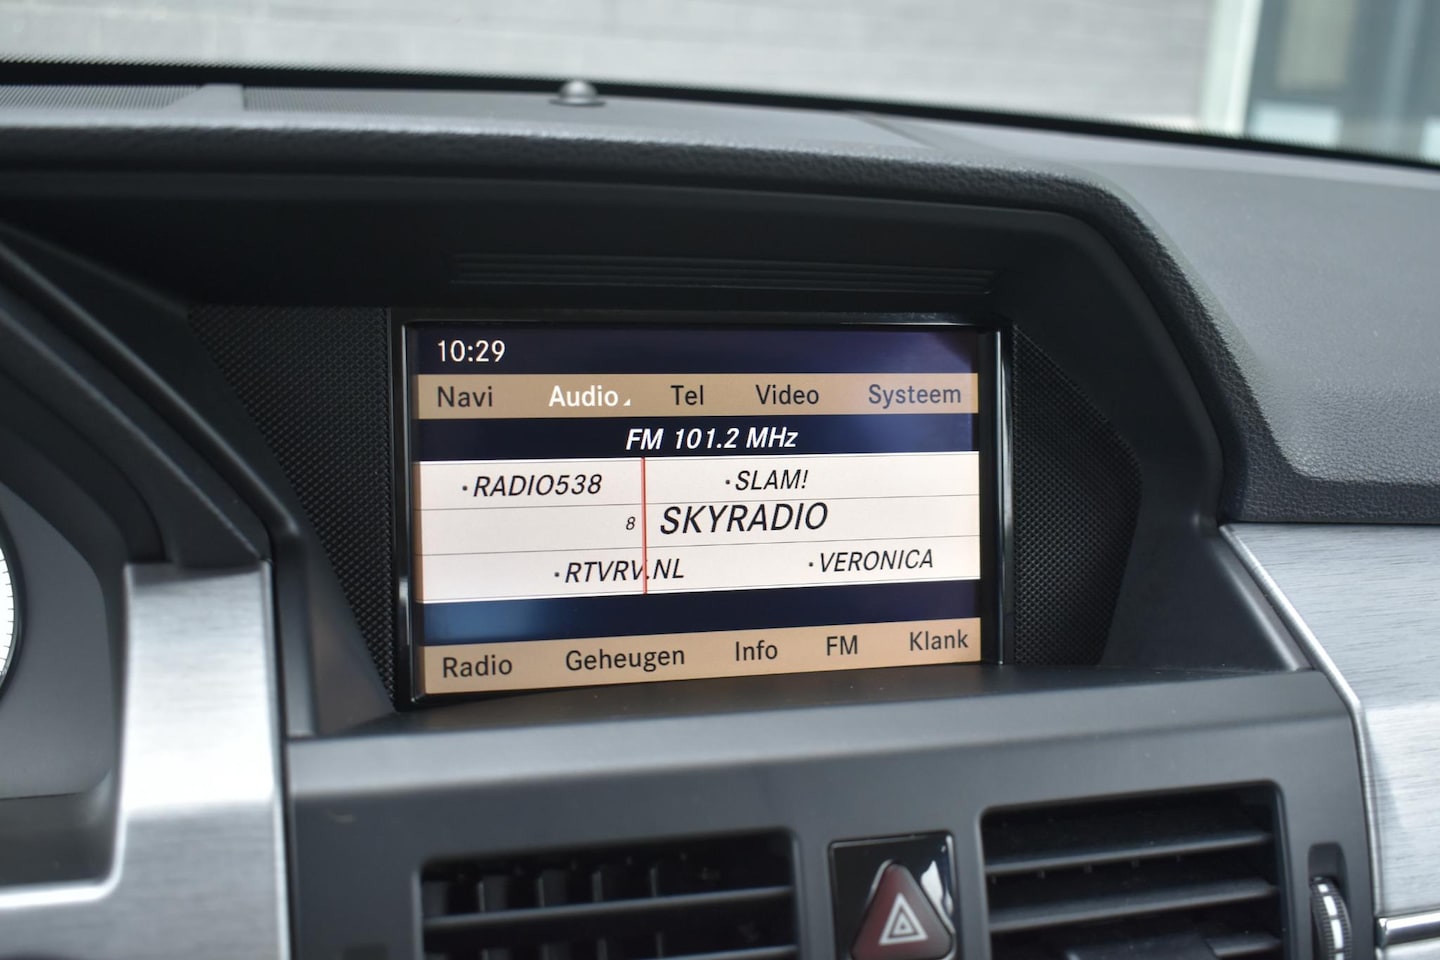 10:29
Navi Audio Tel Video Systeem
FM 101.2 MHz
·RADIO538 ·SLAM!
8 SKYRADIO
·RTVRV.NL ·VERONICA
Radio Geheugen Info FM Klank